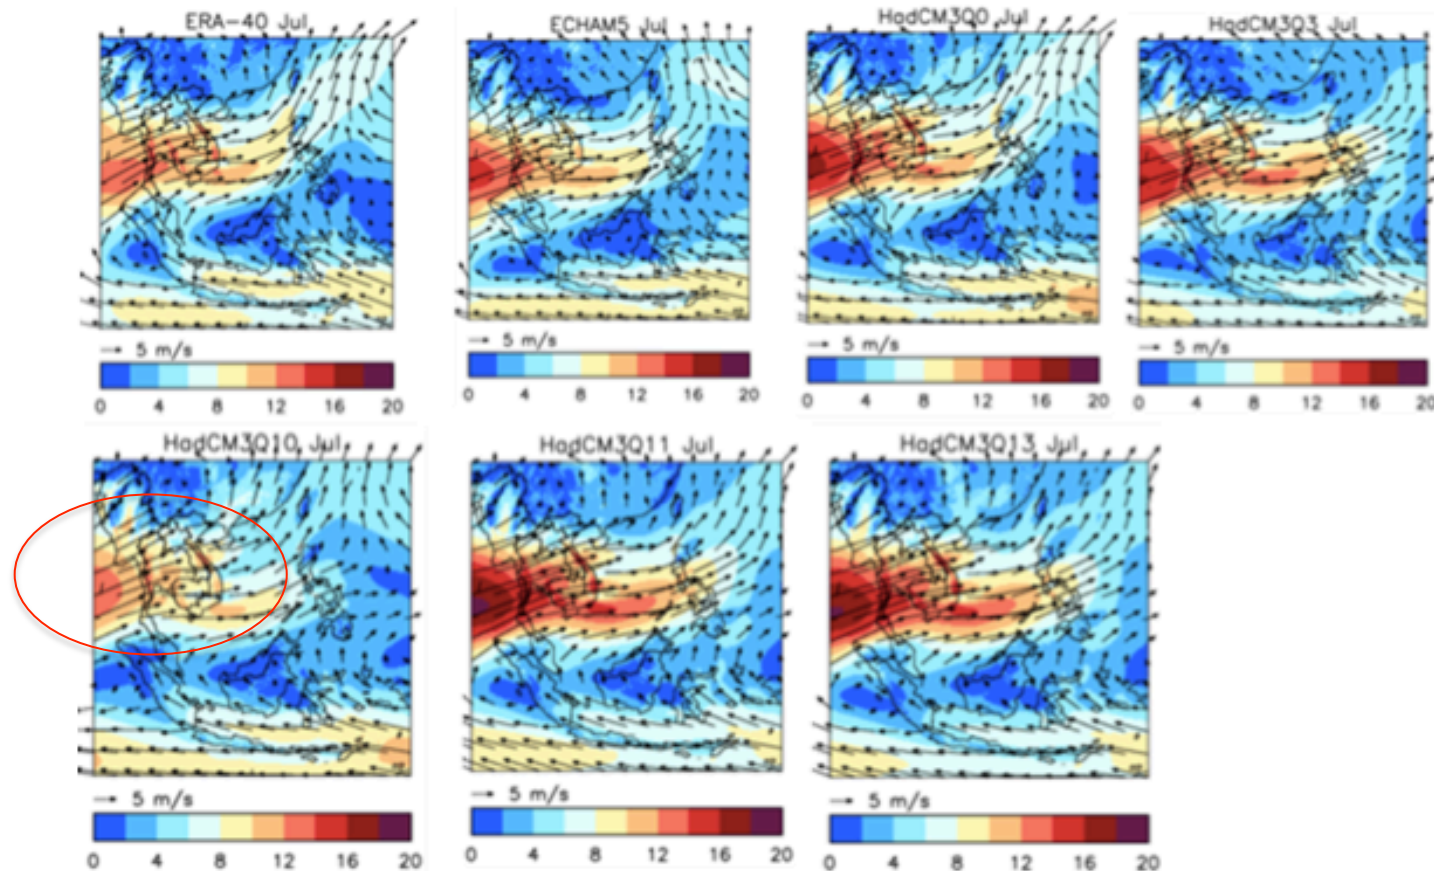 ERA-40 Jul
ECHAM5 Jul
HadCM3Q0 Jul
HadCM3Q3 Jul
5 m/s
5 m/s
5 m/s
5 m/s
0 4 8 12 16 20
0 4 8 12 16 20
0 4 8 12 16 20
0 4 8 12 16 20
HadCM3Q10 Jul
HadCM3Q11 Jul
HadCM3Q13 Jul
5 m/s
5 m/s
5 m/s
0 4 8 12 16 20
0 4 8 12 16 20
0 4 8 12 16 20